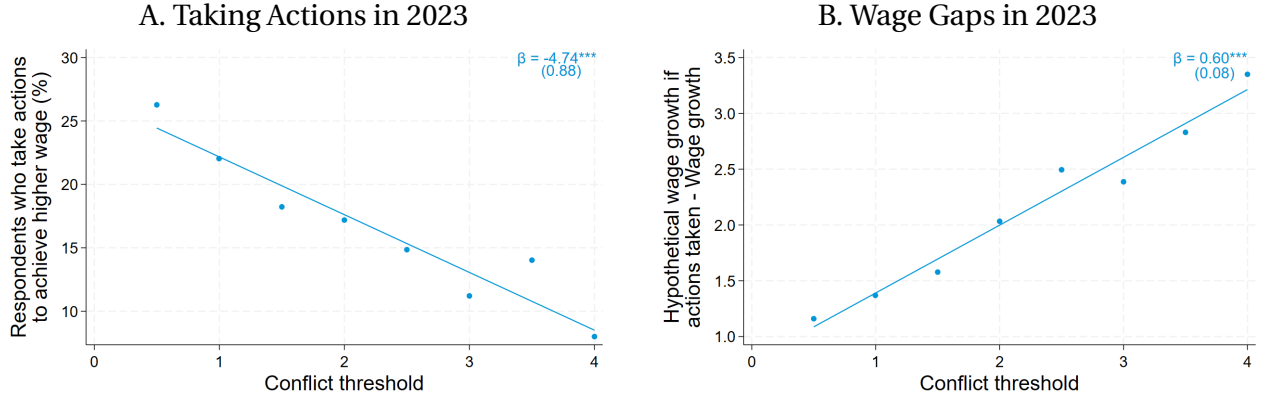 A. Taking Actions in 2023
Respondents who take actions
to achieve higher wage (%)
30
25
20
15
10
β = -4.74***
(0.88)
0
1
2
3
4
Conflict threshold
B. Wage Gaps in 2023
Hypothetical wage growth if
actions taken - Wage growth
3.5
3.0
2.5
2.0
1.5
1.0
β = 0.60***
(0.08)
0
1
2
3
4
Conflict threshold